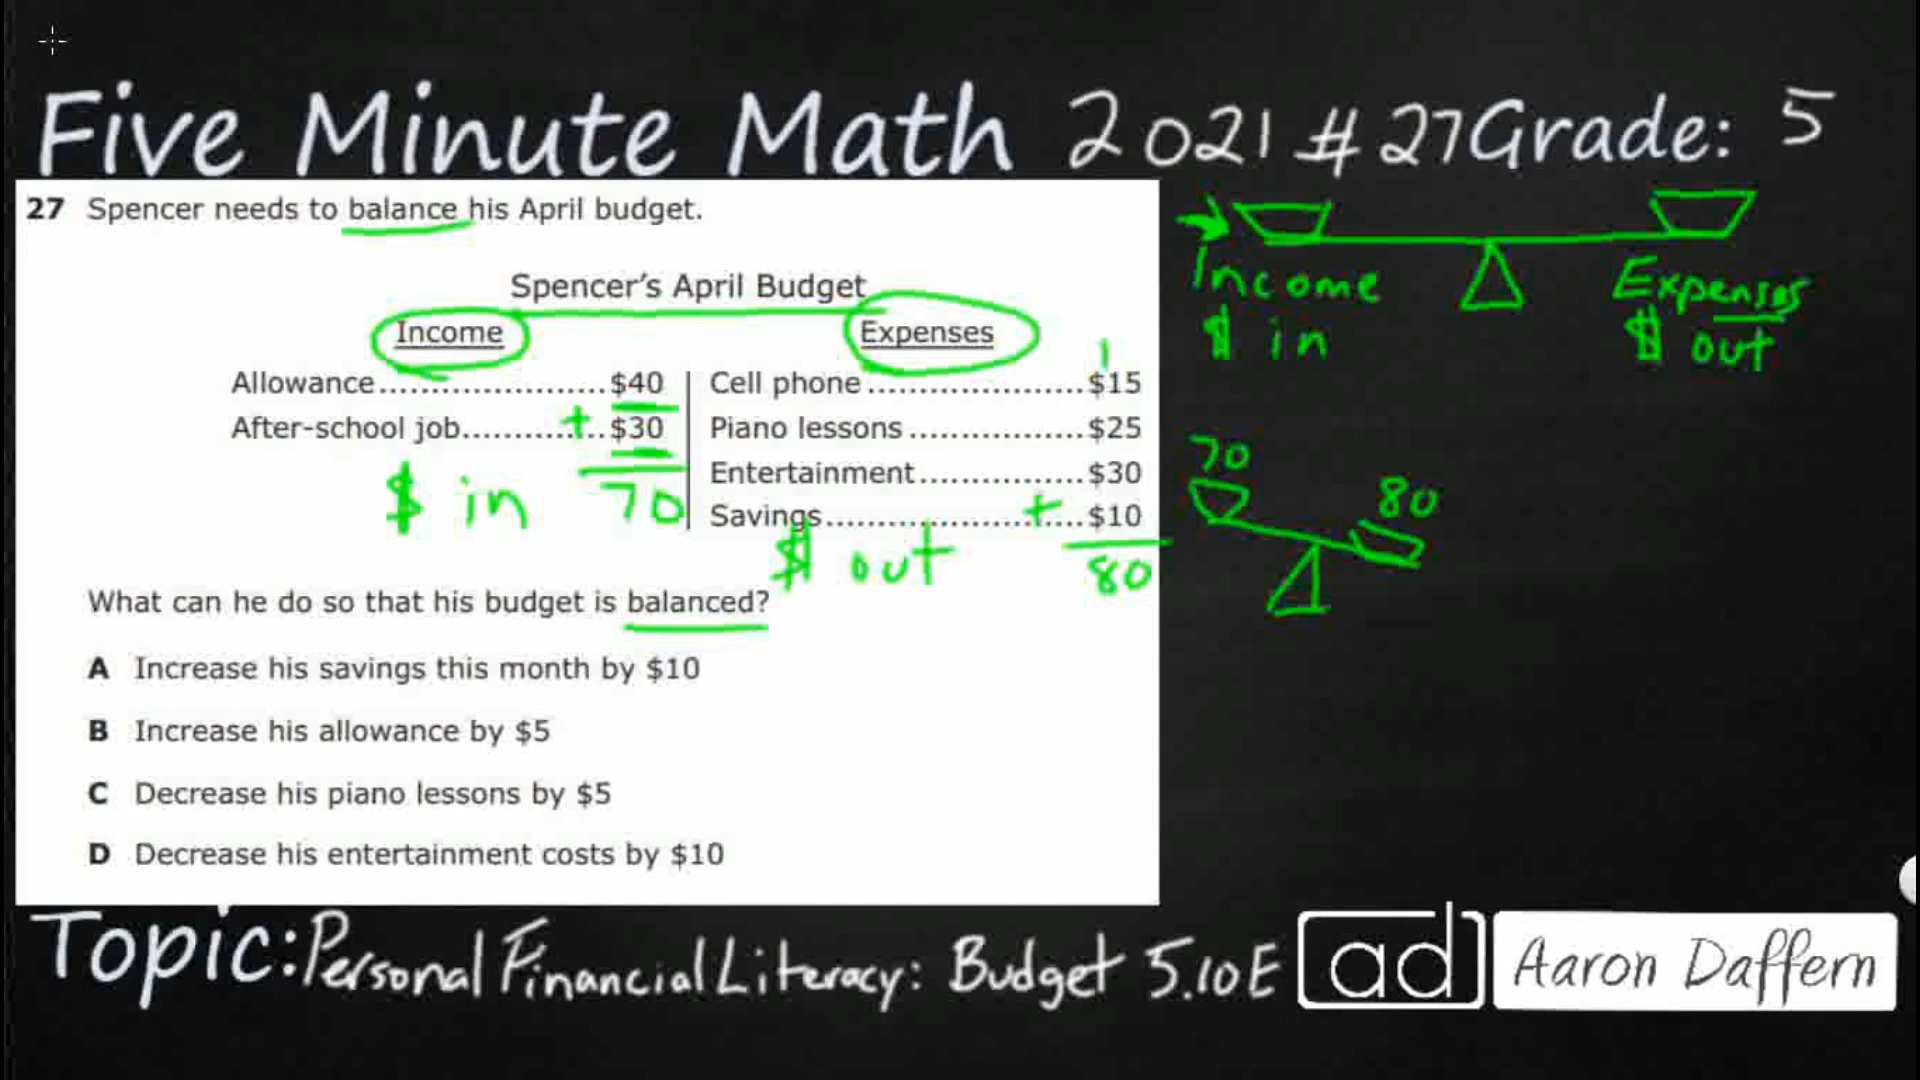 Five Minute Math 2021 #27 Grade: 5
27 Spencer needs to balance his April budget.
Spencer's April Budget
Income Expenses
Allowance........................$40 Cell phone........................$15
After-school job..............$30 Piano lessons...................$25
Entertainment..................$30
Savings............................$10
1
+
$ in 70
+
$ out 80
What can he do so that his budget is balanced?
A Increase his savings this month by $10
B Increase his allowance by $5
C Decrease his piano lessons by $5
D Decrease his entertainment costs by $10
Income Expenses
$ in $ out
70
80
Topic: Personal Financial Literacy: Budget 5.10E
ad Aaron Daffern